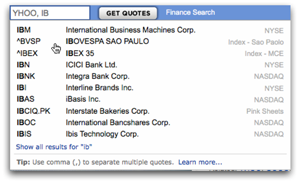 YHOO, IB GET QUOTES Finance Search
IBM International Business Machines Corp. NYSE
^BVSP IBOVESPA SAO PAULO Index - Sao Paolo
^IBEX IBEX 35 Index - MCE
IBN ICICI Bank Ltd. NYSE
IBNK Integra Bank Corp. NASDAQ
IBI Interline Brands Inc. NYSE
IBAS iBasis Inc. NASDAQ
IBCIQ.PK Interstate Bakeries Corp. Pink Sheets
IBOC International Bancshares Corp. NASDAQ
IBIS Ibis Technology Corp. NASDAQ
Show all results for "ib"
Tip: Use comma (,) to separate multiple quotes. Learn more...